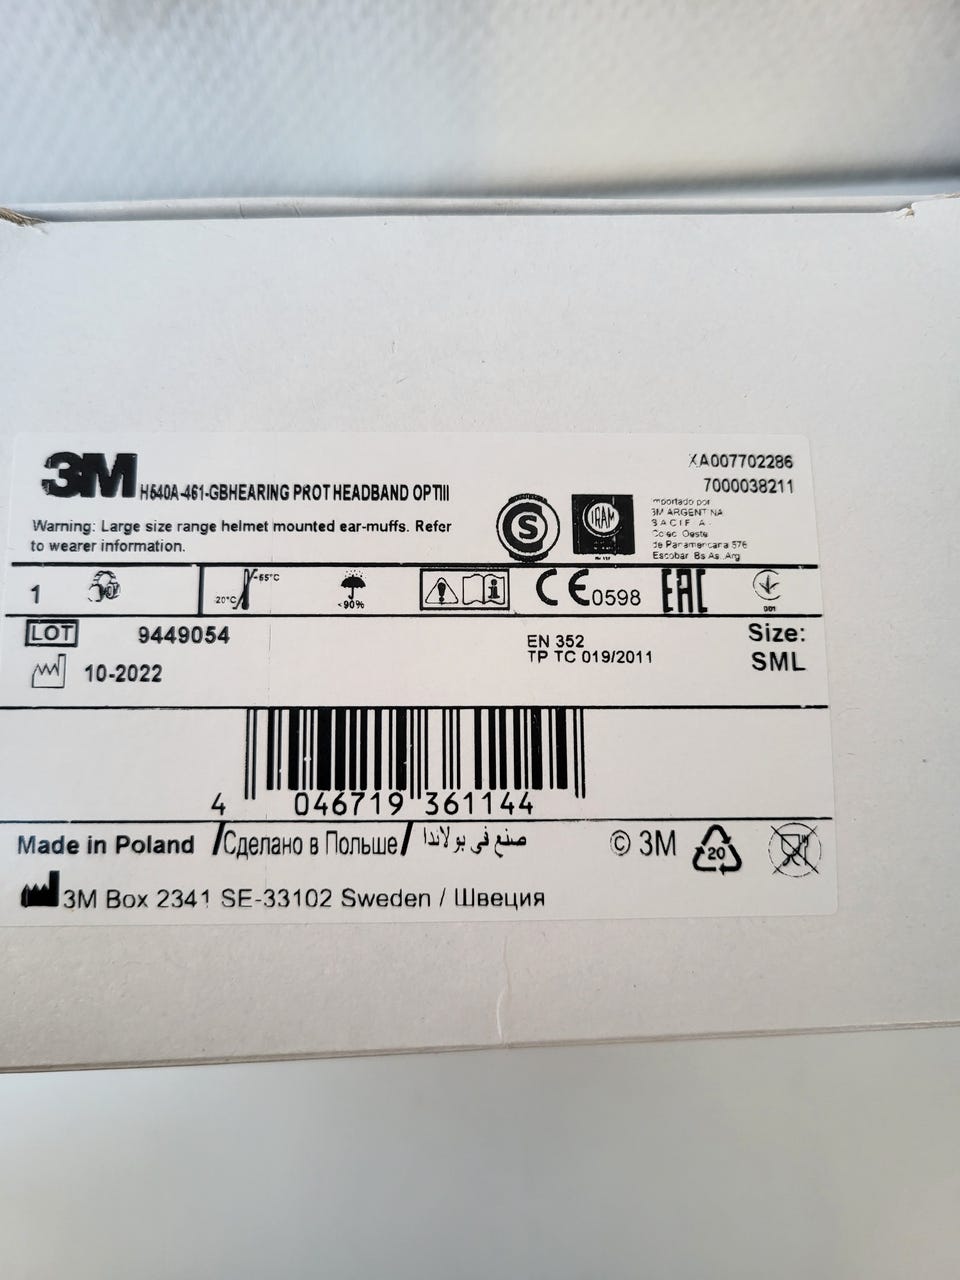 3M H540A-461-GBHEARING PROT HEADBAND OPTIII
XA007702286
7000038211
Warning: Large size range helmet mounted ear-muffs. Refer
to wearer information.
S
IRAM
Importado por
3M ARGENTINA
S A C I F I A
Colec Oeste
de Panamericana 576
Escobar Bs As Arg
1
-20°C
+55°C
<90%
CE0598
EAC
001
LOT 9449054
10-2022
EN 352
TP TC 019/2011
Size:
SML
4 046719 361144
Made in Poland /Сделано в Польше/ صنع في بولاندا
© 3M
20
3M Box 2341 SE-33102 Sweden / Швеция